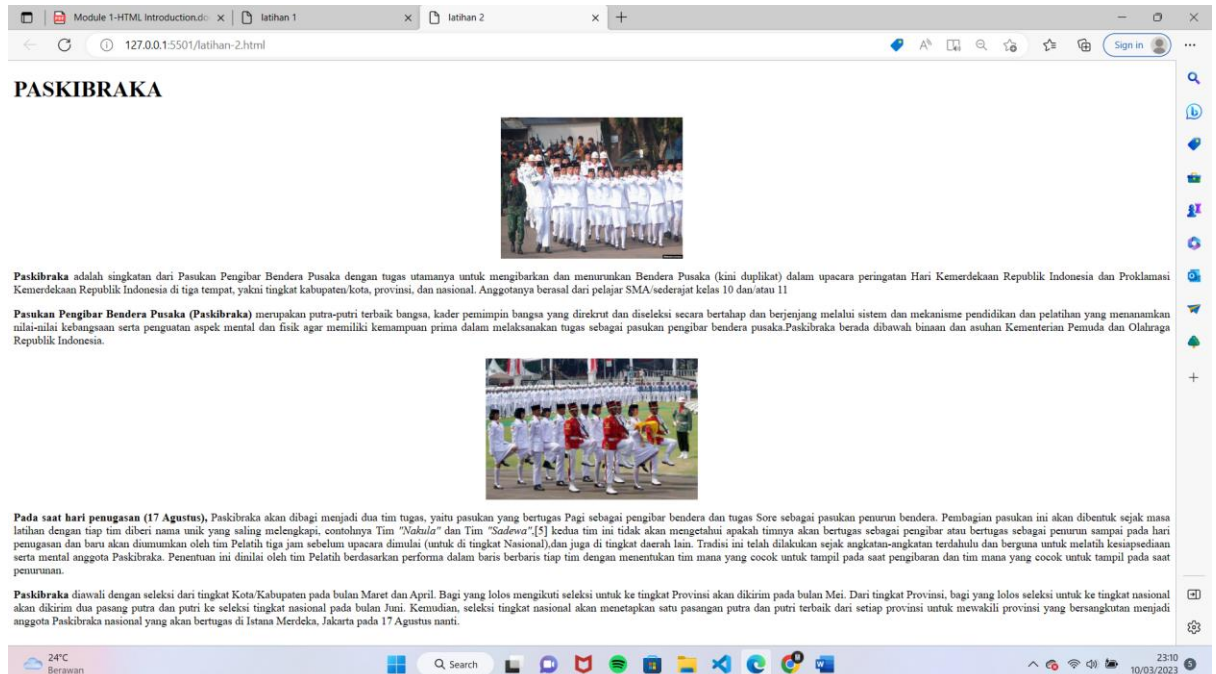 Module 1-HTML Introduction.do
latihan 1
latihan 2
127.0.0.1:5501/latihan-2.html
Sign in
PASKIBRAKA
Paskibraka adalah singkatan dari Pasukan Pengibar Bendera Pusaka dengan tugas utamanya untuk mengibarkan dan menurunkan Bendera Pusaka (kini duplikat) dalam upacara peringatan Hari Kemerdekaan Republik Indonesia dan Proklamasi
Kemerdekaan Republik Indonesia di tiga tempat, yakni tingkat kabupaten/kota, provinsi, dan nasional. Anggotanya berasal dari pelajar SMA/sederajat kelas 10 dan/atau 11
Pasukan Pengibar Bendera Pusaka (Paskibraka) merupakan putra-putri terbaik bangsa, kader pemimpin bangsa yang direkrut dan diseleksi secara bertahap dan berjenjang melalui sistem dan mekanisme pendidikan dan pelatihan yang menanamkan
nilai-nilai kebangsaan serta penguatan aspek mental dan fisik agar memiliki kemampuan prima dalam melaksanakan tugas sebagai pasukan pengibar bendera pusaka.Paskibraka berada dibawah binaan dan asuhan Kementerian Pemuda dan Olahraga
Republik Indonesia.
Pada saat hari penugasan (17 Agustus), Paskibraka akan dibagi menjadi dua tim tugas, yaitu pasukan yang bertugas Pagi sebagai pengibar bendera dan tugas Sore sebagai pasukan penurun bendera. Pembagian pasukan ini akan dibentuk sejak masa
latihan dengan tiap tim diberi nama unik yang saling melengkapi, contohnya Tim "Nakula" dan Tim "Sadewa".[5] kedua tim ini tidak akan mengetahui apakah timnya akan bertugas sebagai pengibar atau bertugas sebagai penurun sampai pada hari
penugasan dan baru akan diumumkan oleh tim Pelatih tiga jam sebelum upacara dimulai (untuk di tingkat Nasional),dan juga di tingkat daerah lain. Tradisi ini telah dilakukan sejak angkatan-angkatan terdahulu dan berguna untuk melatih kesiapsediaan
serta mental anggota Paskibraka. Penentuan ini dinilai oleh tim Pelatih berdasarkan performa dalam baris berbaris tiap tim dengan menentukan tim mana yang cocok untuk tampil pada saat pengibaran dan tim mana yang cocok untuk tampil pada saat
penurunan.
Paskibraka diawali dengan seleksi dari tingkat Kota/Kabupaten pada bulan Maret dan April. Bagi yang lolos mengikuti seleksi untuk ke tingkat Provinsi akan dikirim pada bulan Mei. Dari tingkat Provinsi, bagi yang lolos seleksi untuk ke tingkat nasional
akan dikirim dua pasang putra dan putri ke seleksi tingkat nasional pada bulan Juni. Kemudian, seleksi tingkat nasional akan menetapkan satu pasangan putra dan putri terbaik dari setiap provinsi untuk mewakili provinsi yang bersangkutan menjadi
anggota Paskibraka nasional yang akan bertugas di Istana Merdeka, Jakarta pada 17 Agustus nanti.
24°C
Berawan
Search
23:10
10/03/2023